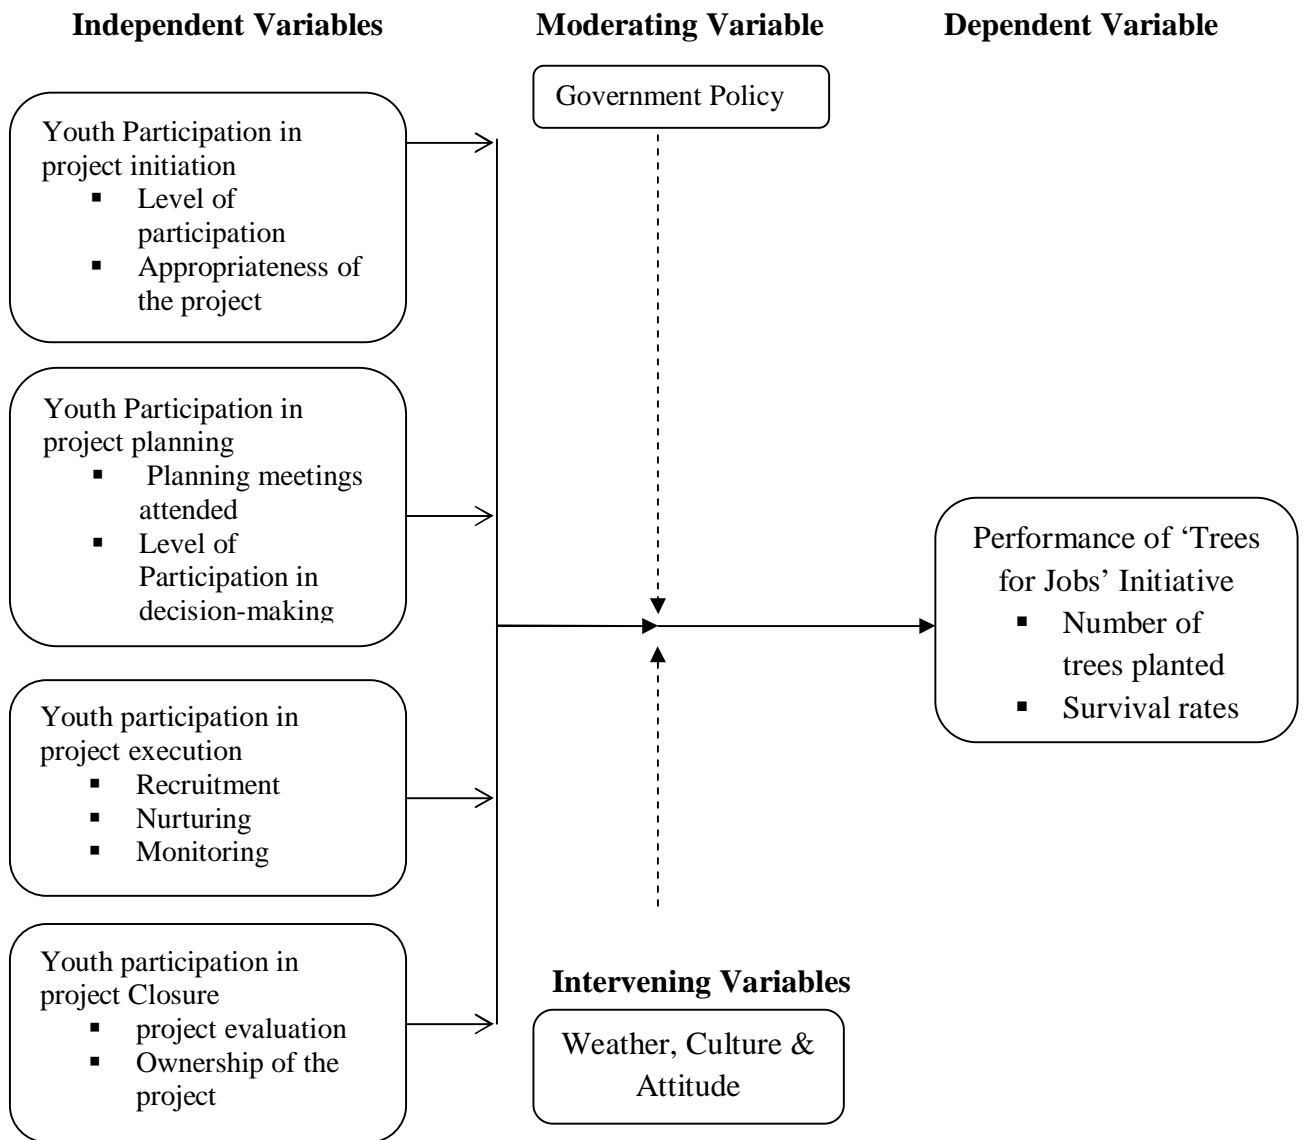 Independent Variables
Moderating Variable
Dependent Variable
Government Policy
Youth Participation in
project initiation
▪ Level of
participation
▪ Appropriateness of
the project
Youth Participation in
project planning
▪ Planning meetings
attended
▪ Level of
Participation in
decision-making
Youth participation in
project execution
▪ Recruitment
▪ Nurturing
▪ Monitoring
Youth participation in
project Closure
▪ project evaluation
▪ Ownership of the
project
Intervening Variables
Weather, Culture &
Attitude
Performance of ‘Trees
for Jobs’ Initiative
▪ Number of
trees planted
▪ Survival rates